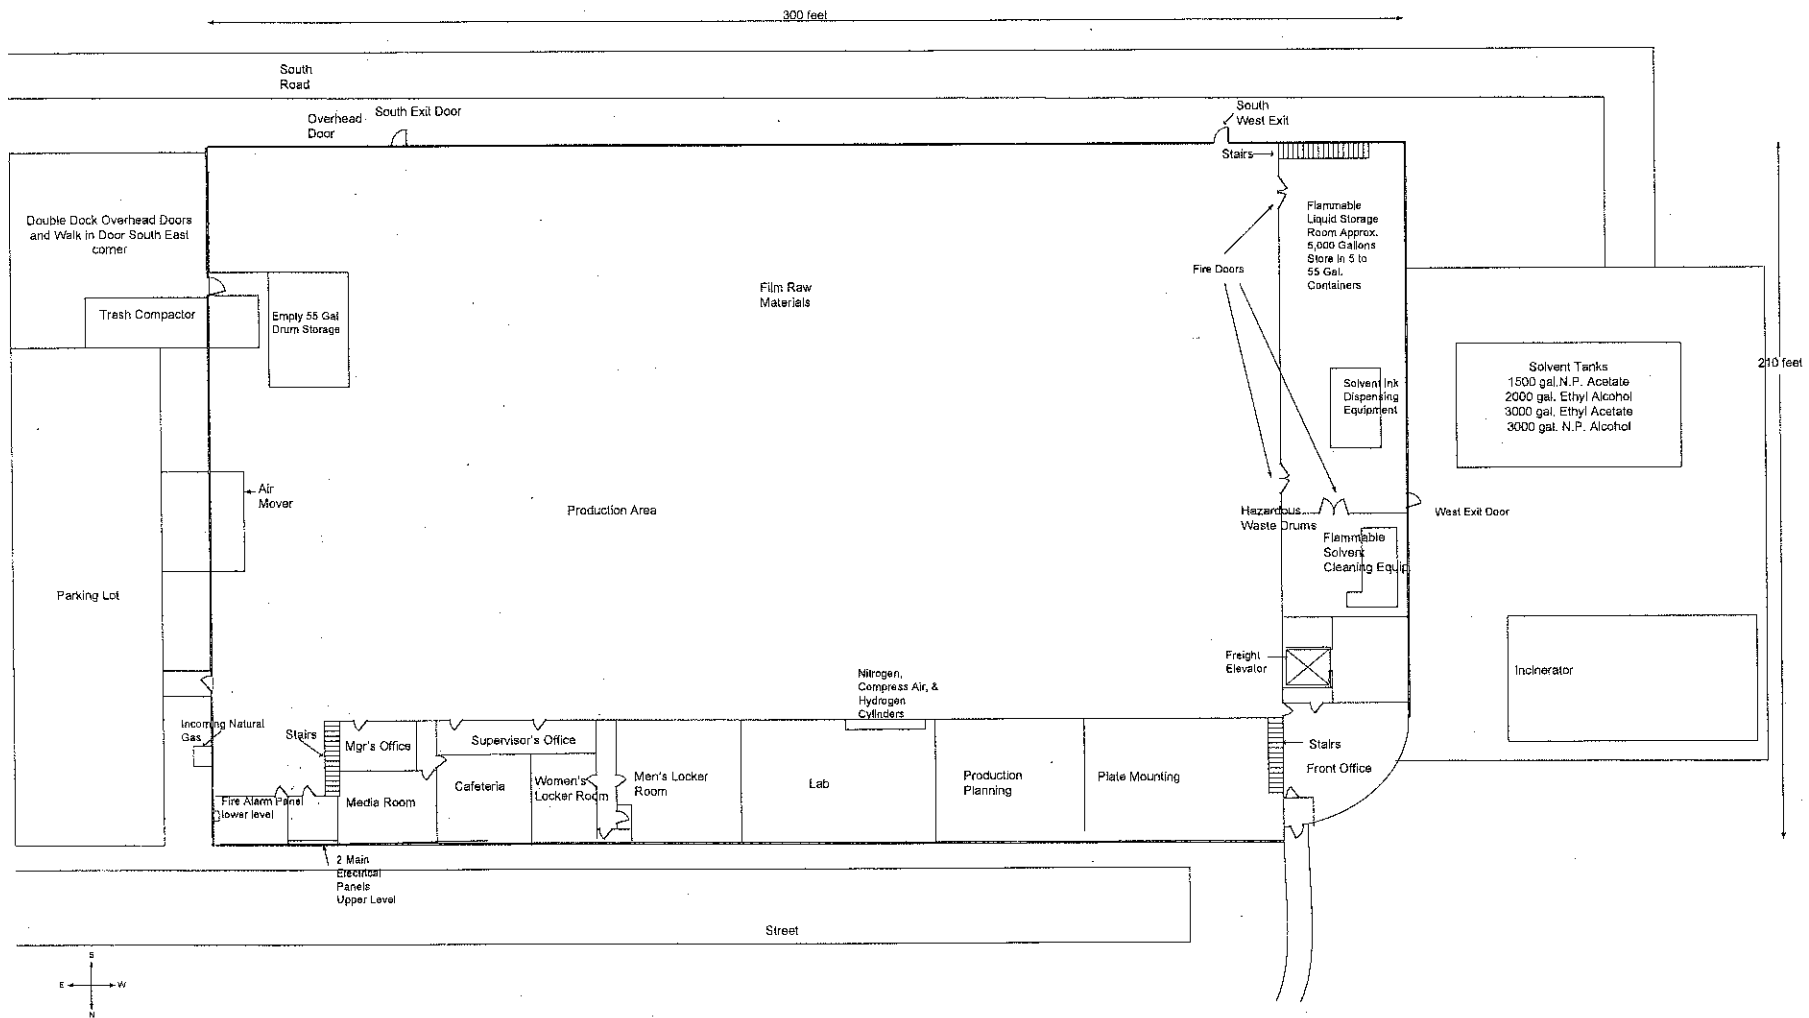 300 feet
South
Road
South Exit Door
Overhead
Door
South
West Exit
Stairs
Double Dock Overhead Doors
and Walk in Door South East
corner
Flammable
Liquid Storage
Room Approx.
5,000 Gallons
Store in 5 to
55 Gal.
Containers
Fire Doors
Film Raw
Materials
Trash Compactor
Empty 55 Gal
Drum Storage
Solvent Tanks
1500 gal.N.P. Acetate
2000 gal. Ethyl Alcohol
3000 gal. Ethyl Acetate
3000 gal. N.P. Alcohol
210 feet
Solvent Ink
Dispensing
Equipment
Air
Mover
Production Area
Hazardous
Waste Drums
West Exit Door
Flammable
Solvent
Cleaning Equip.
Parking Lot
Freight
Elevator
Incinerator
Nitrogen,
Compress Air, &
Hydrogen
Cylinders
Incoming Natural
Gas
Stairs
Mgr's Office
Supervisor's Office
Stairs
Front Office
Cafeteria
Women's
Locker Room
Men's Locker
Room
Lab
Production
Planning
Plate Mounting
Fire Alarm Panel
lower level
Media Room
2 Main
Electrical
Panels
Upper Level
Street
S
E
W
N